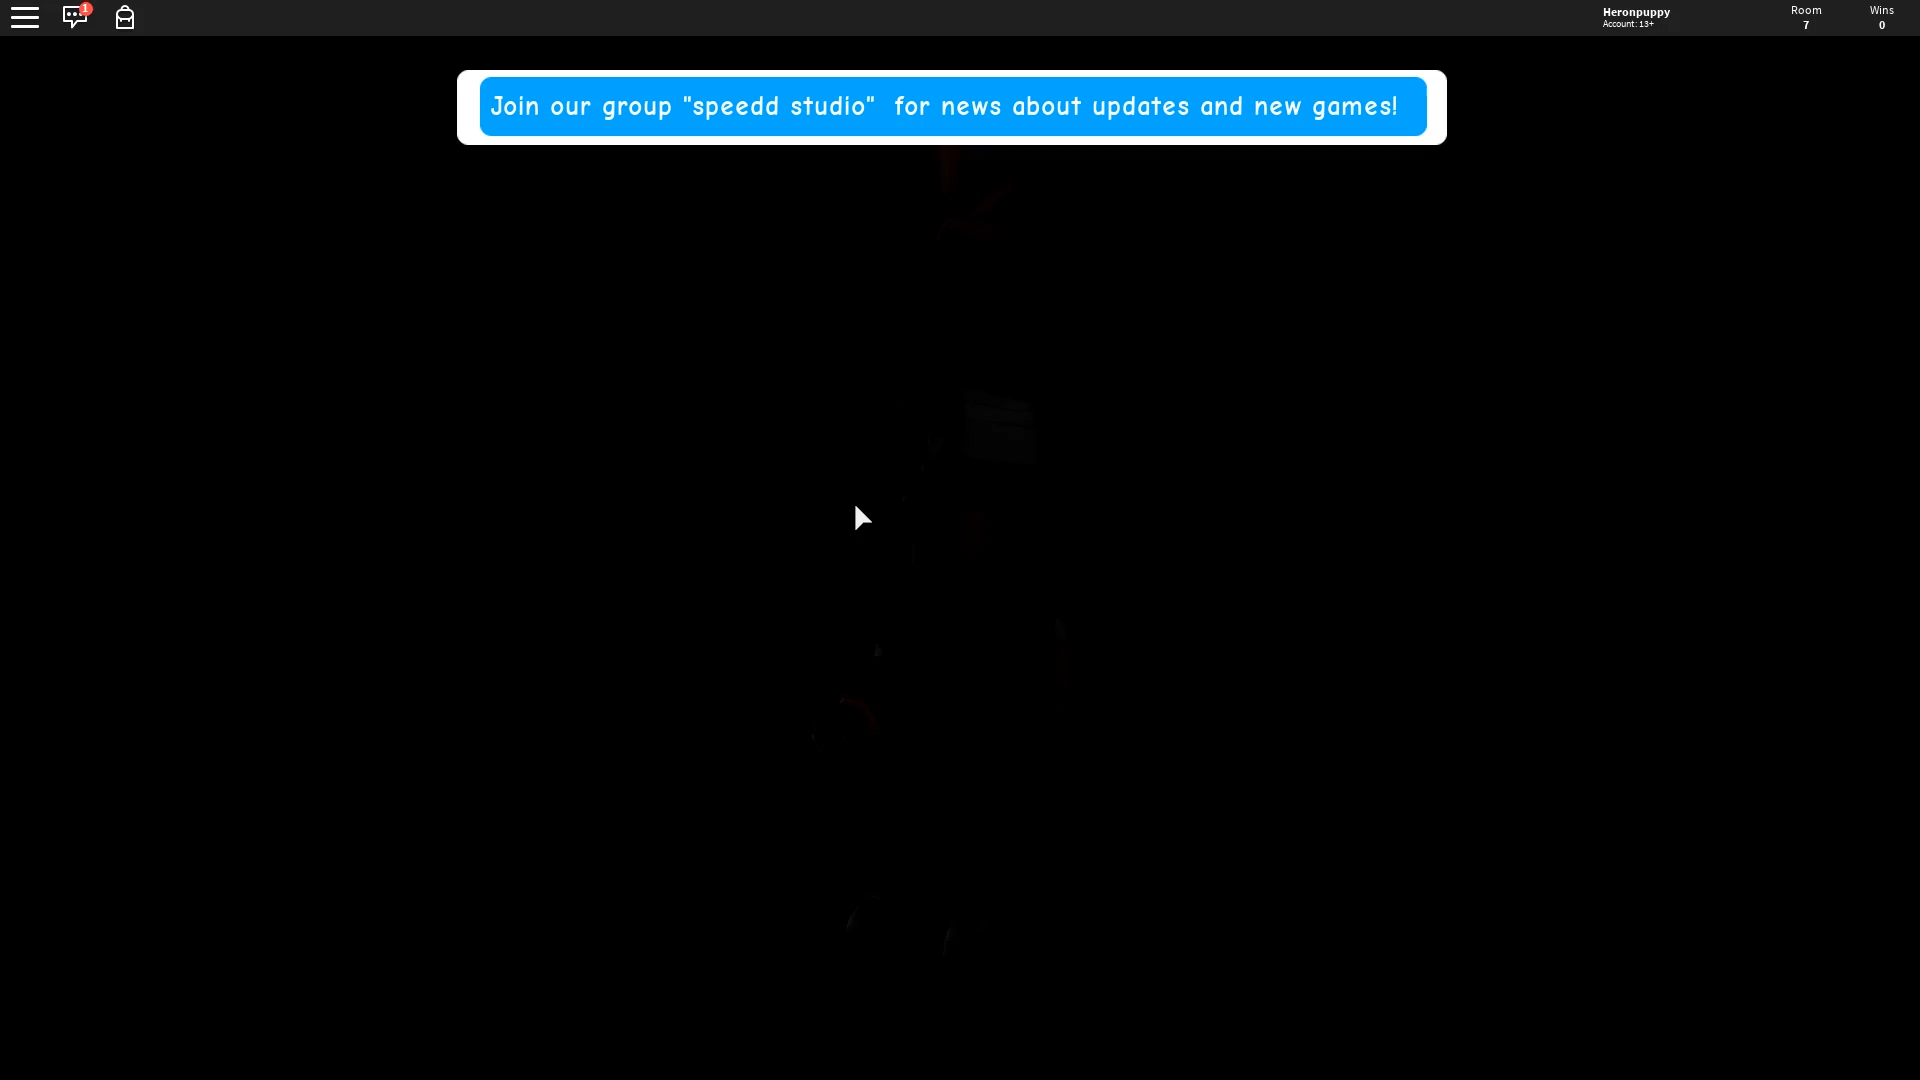 1
Heronpuppy
Account: 13+
Room
7
Wins
0
Join our group "speedd studio" for news about updates and new games!